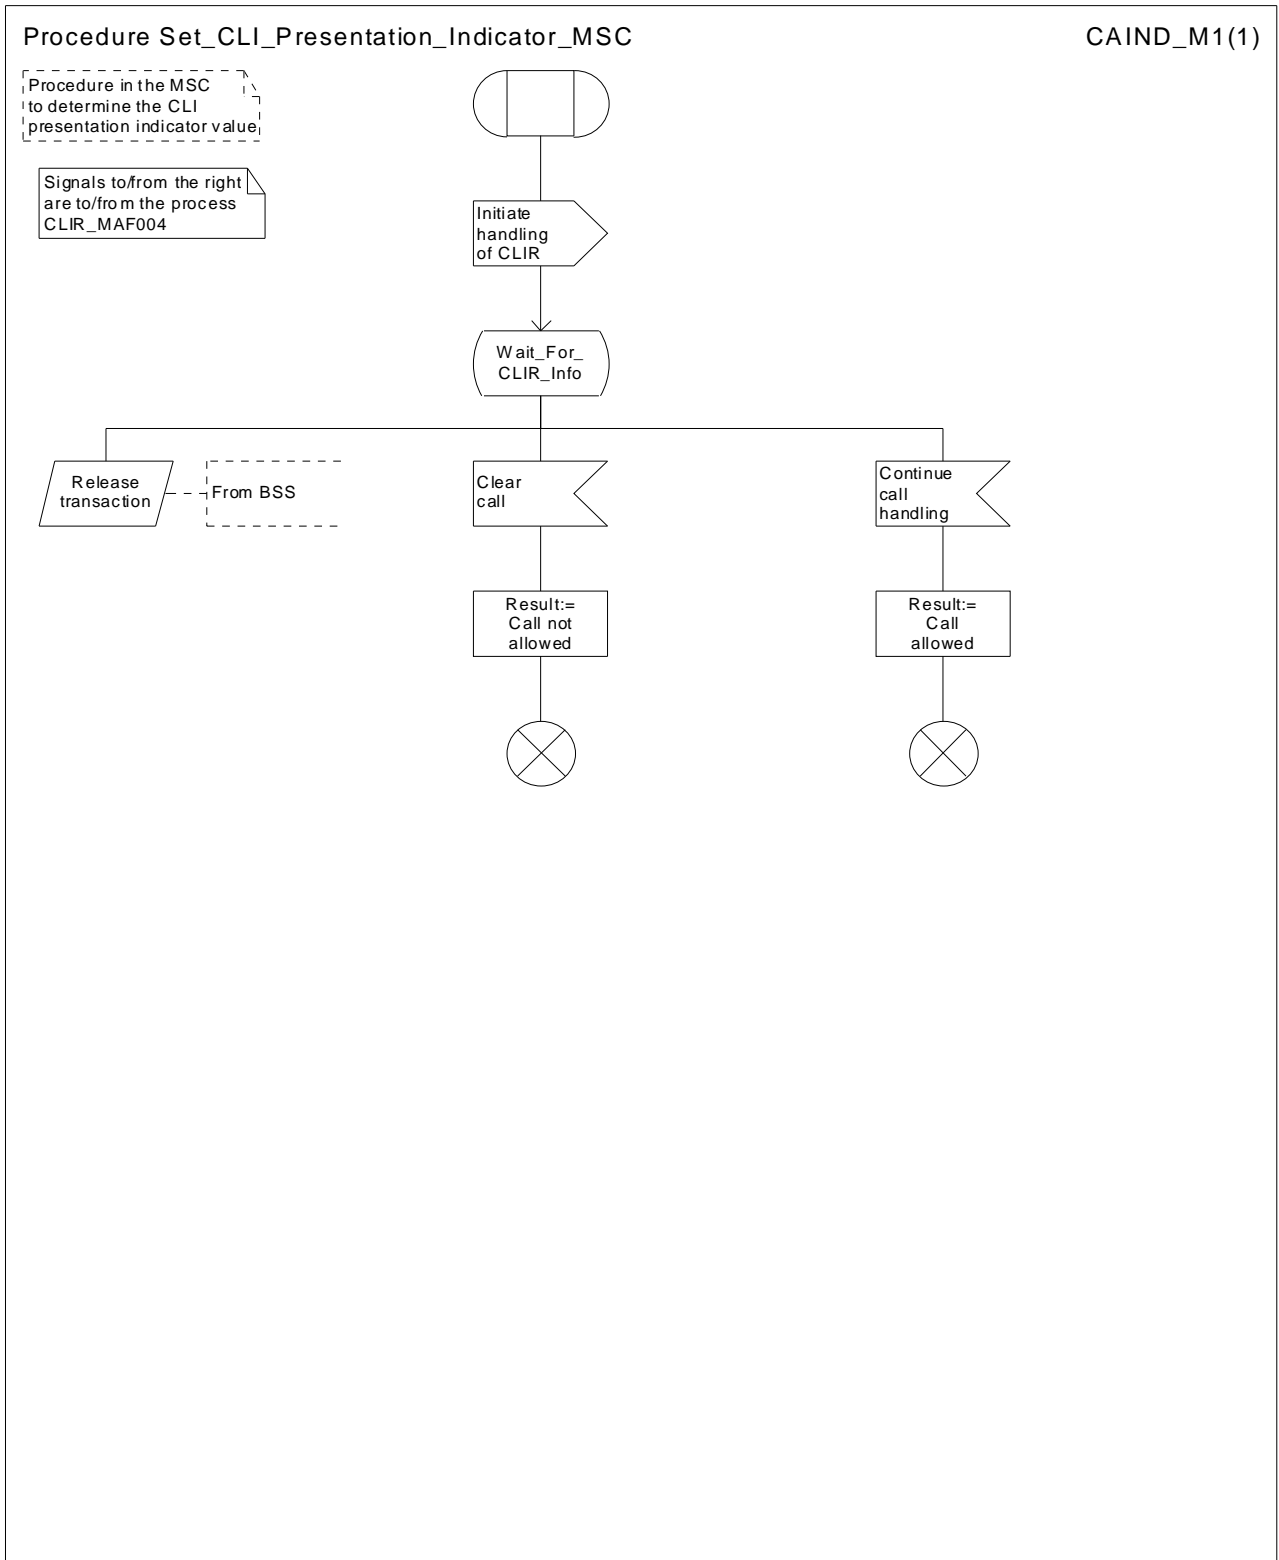 Procedure Set_CLI_Presentation_Indicator_MSC
CAIND_M1(1)
Procedure in the MSC
to determine the CLI
presentation indicator value
Signals to/from the right
are to/from the process
CLIR_MAF004
Initiate
handling
of CLIR
Wait_For_
CLIR_Info
Release
transaction
From BSS
Clear
call
Continue
call
handling
Result:=
Call not
allowed
Result:=
Call
allowed